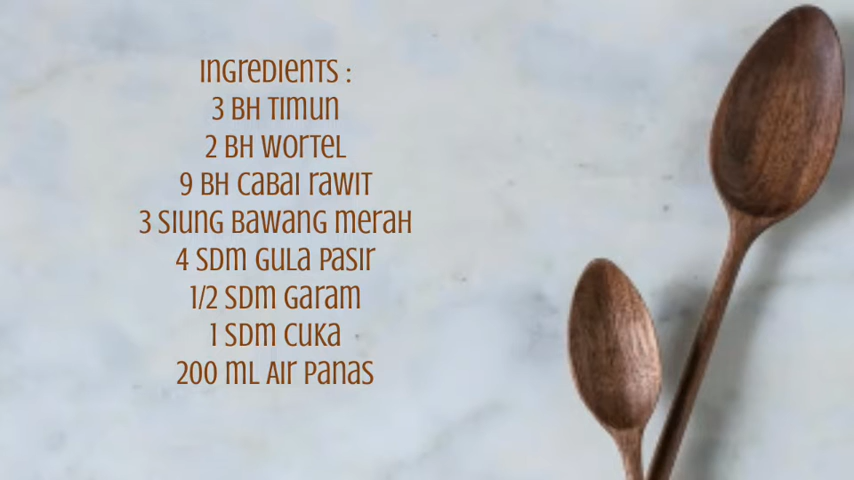 Ingredients :
3 BH Timun
2 BH Wortel
9 BH Cabai rawit
3 Siung Bawang merah
4 Sdm Gula Pasir
1/2 Sdm Garam
1 Sdm Cuka
200 mL Air Panas